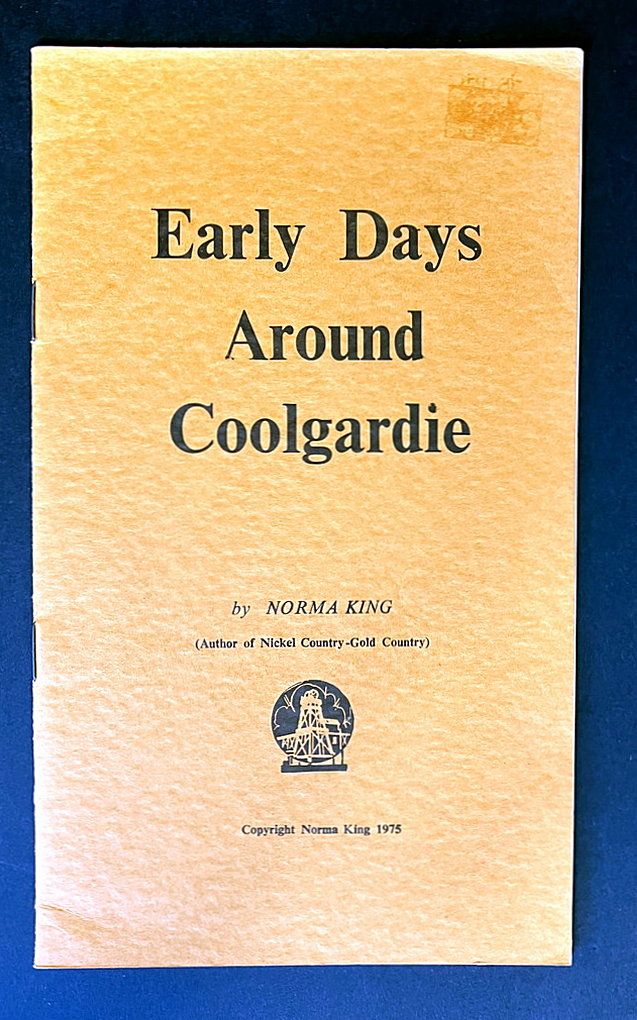 Early Days
Around
Coolgardie
by NORMA KING
(Author of Nickel Country-Gold Country)
Copyright Norma King 1975